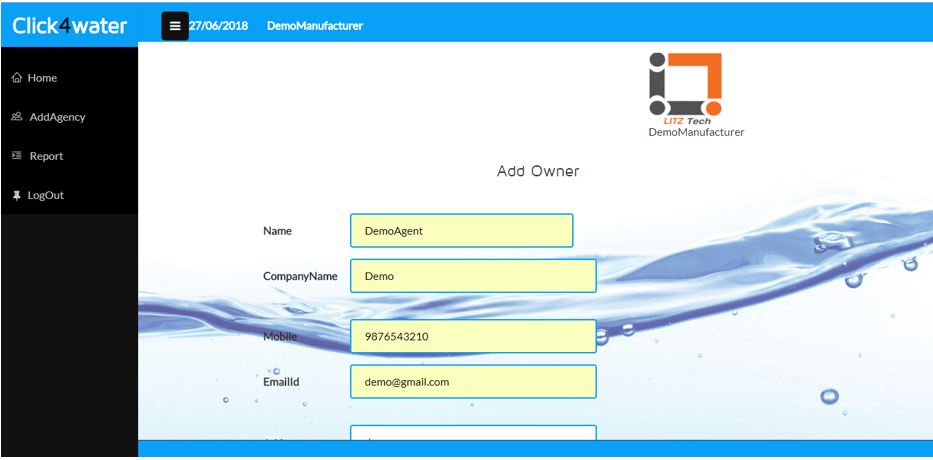 Click4water
27/06/2018 DemoManufacturer
Home
AddAgency
Report
LogOut
LITZ Tech
DemoManufacturer
Add Owner
Name DemoAgent
CompanyName Demo
Mobile 9876543210
EmailId demo@gmail.com